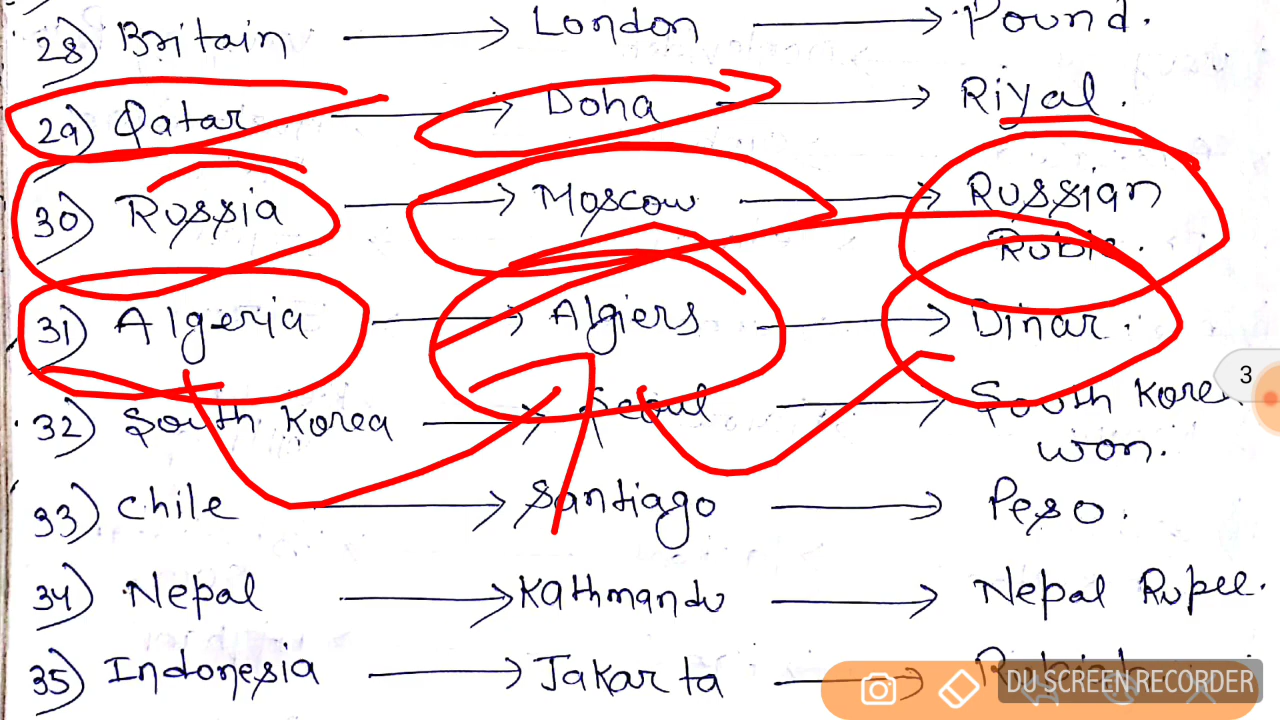 28) Britain → London → Pound.
29) Qatar → Doha → Riyal.
30) Russia → Moscow → Russian
Ruble.
31) Algeria → Algiers → Dinar.
3
32) South Korea → Seoul → South Kore
won.
33) Chile → Santiago → Peso.
34) Nepal → Kathmandu → Nepal Rupee.
35) Indonesia → Jakarta →
DU SCREEN RECORDER